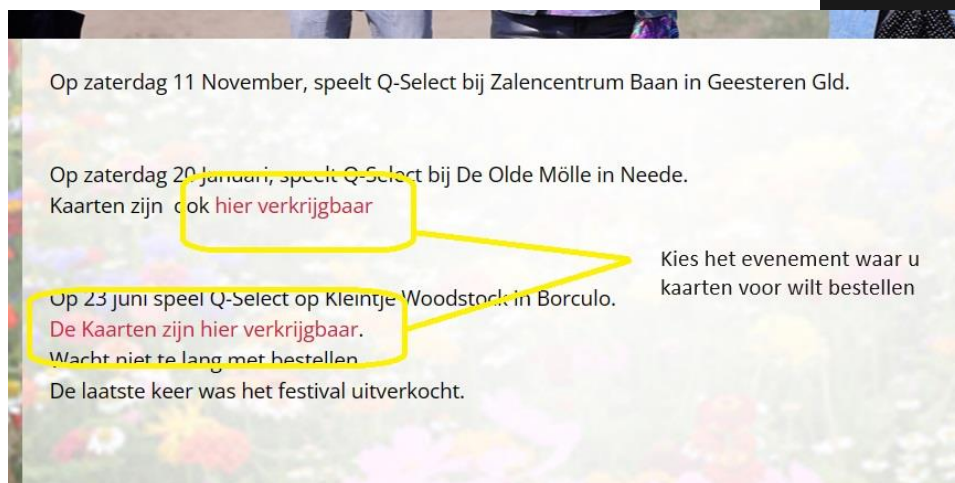 Op zaterdag 11 November, speelt Q-Select bij Zalencentrum Baan in Geesteren Gld.
Op zaterdag 20 Januari, speelt Q-Select bij De Olde Mölle in Neede.
Kaarten zijn ook hier verkrijgbaar
Kies het evenement waar u
kaarten voor wilt bestellen
Op 23 juni speel Q-Select op Kleintje Woodstock in Borculo.
De Kaarten zijn hier verkrijgbaar.
Wacht niet te lang met bestellen
De laatste keer was het festival uitverkocht.